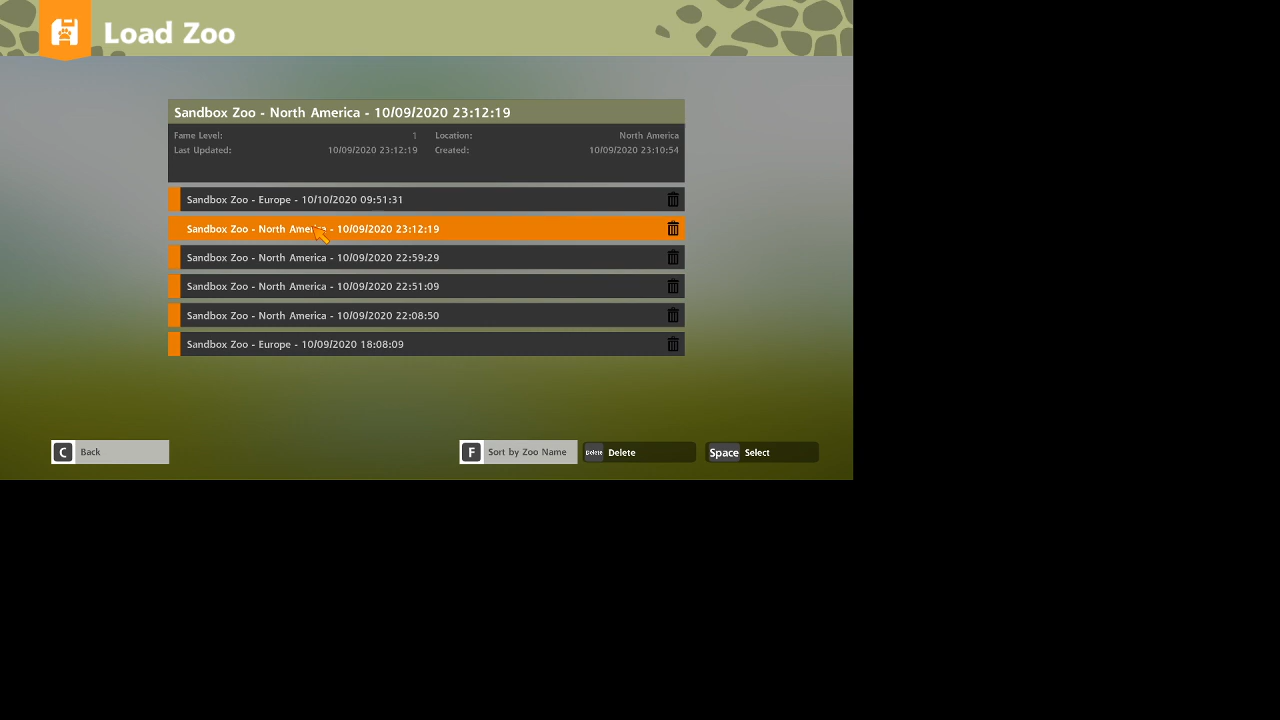 Load Zoo
Sandbox Zoo - North America - 10/09/2020 23:12:19
Fame Level: 1 Location: North America
Last Updated: 10/09/2020 23:12:19 Created: 10/09/2020 23:10:54
Sandbox Zoo - Europe - 10/10/2020 09:51:31
Sandbox Zoo - North America - 10/09/2020 23:12:19
Sandbox Zoo - North America - 10/09/2020 22:59:29
Sandbox Zoo - North America - 10/09/2020 22:51:09
Sandbox Zoo - North America - 10/09/2020 22:08:50
Sandbox Zoo - Europe - 10/09/2020 18:08:09
C Back F Sort by Zoo Name Delete Delete Space Select